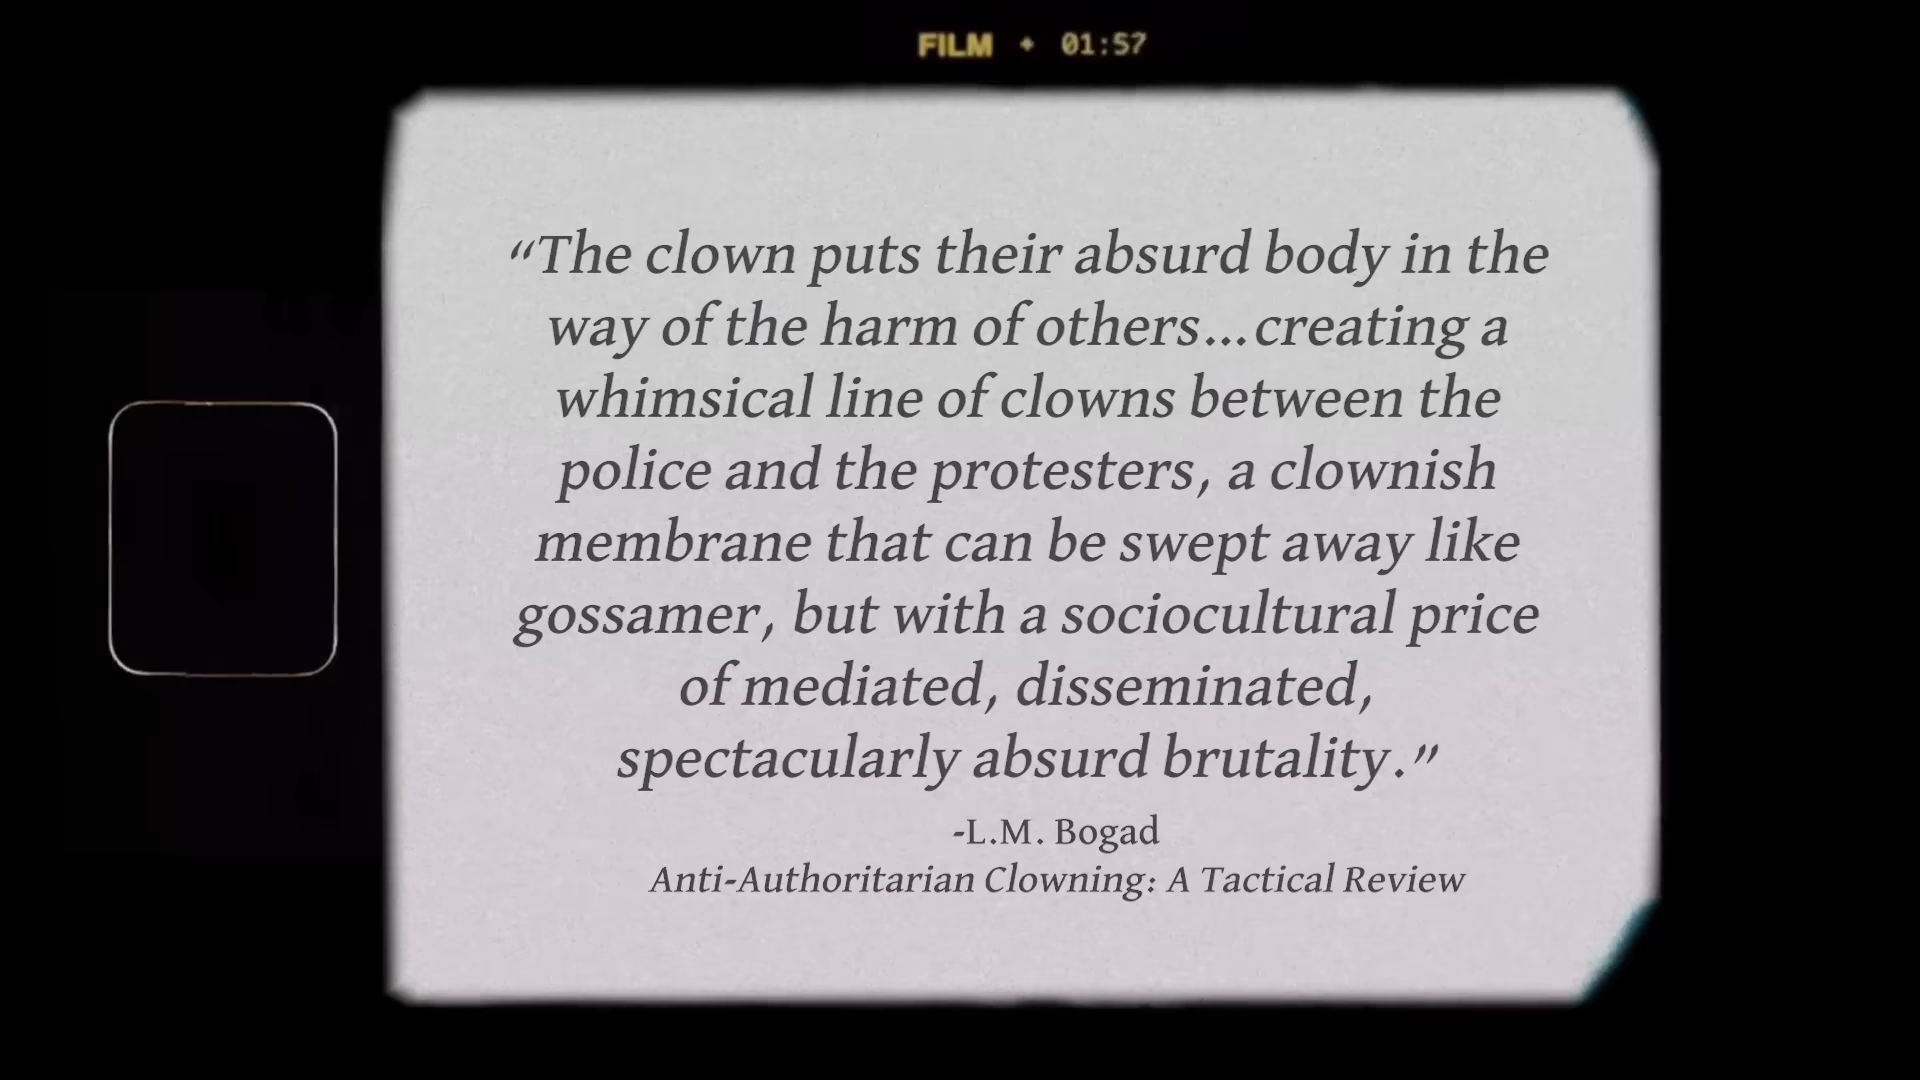 FILM + 01:57
“The clown puts their absurd body in the
way of the harm of others...creating a
whimsical line of clowns between the
police and the protesters, a clownish
membrane that can be swept away like
gossamer, but with a sociocultural price
of mediated, disseminated,
spectacularly absurd brutality.”
-L.M. Bogad
Anti-Authoritarian Clowning: A Tactical Review